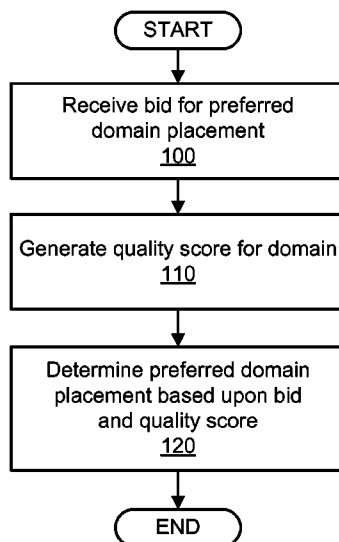 START
Receive bid for preferred
domain placement
100
Generate quality score for domain
110
Determine preferred domain
placement based upon bid
and quality score
120
END